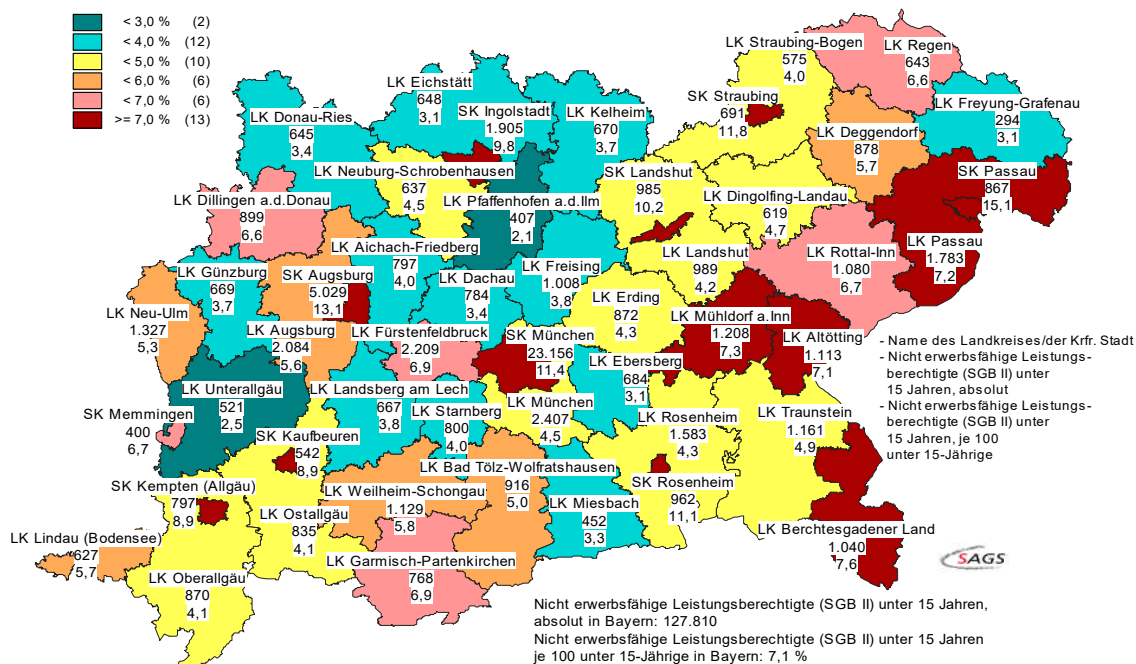 < 3,0 % (2)
< 4,0 % (12)
< 5,0 % (10)
< 6,0 % (6)
< 7,0 % (6)
>= 7,0 % (13)
LK Straubing-Bogen
575
4,0
LK Regen
643
6,6
LK Eichstätt
648
3,1
SK Ingolstadt
1.905
9,8
LK Kelheim
670
3,7
SK Straubing
691
11,8
LK Freyung-Grafenau
294
3,1
LK Donau-Ries
645
3,4
LK Deggendorf
878
5,7
LK Neuburg-Schrobenhausen
637
4,5
SK Landshut
985
10,2
SK Passau
867
15,1
LK Dillingen a.d.Donau
899
6,6
LK Pfaffenhofen a.d.Ilm
407
2,1
LK Dingolfing-Landau
619
4,7
LK Aichach-Friedberg
797
4,0
LK Landshut
989
4,2
LK Rottal-Inn
1.080
6,7
LK Passau
1.783
7,2
LK Günzburg
669
3,7
SK Augsburg
5.029
13,1
LK Dachau
784
3,4
LK Freising
1.008
3,8
LK Neu-Ulm
1.327
5,3
LK Erding
872
4,3
LK Mühldorf a.Inn
1.208
7,3
LK Augsburg
2.084
5,6
LK Fürstenfeldbruck
2.209
6,9
SK München
23.156
11,4
LK Altötting
1.113
7,1
LK Ebersberg
684
3,1
- Name des Landkreises/der Krfr. Stadt
- Nicht erwerbsfähige Leistungs-
berechtigte (SGB II) unter
15 Jahren, absolut
- Nicht erwerbsfähige Leistungs-
berechtigte (SGB II) unter
15 Jahren, je 100
unter 15-Jährige
LK Unterallgäu
521
2,5
LK Landsberg am Lech
667
3,8
LK Starnberg
800
4,0
LK München
2.407
4,5
SK Memmingen
400
6,7
LK Rosenheim
1.583
4,3
LK Traunstein
1.161
4,9
SK Kaufbeuren
542
8,9
LK Bad Tölz-Wolfratshausen
916
5,0
SK Kempten (Allgäu)
797
8,9
LK Weilheim-Schongau
1.129
5,8
SK Rosenheim
962
11,1
LK Ostallgäu
835
4,1
LK Miesbach
452
3,3
LK Berchtesgadener Land
1.040
7,6
LK Lindau (Bodensee)
627
5,7
LK Oberallgäu
870
4,1
LK Garmisch-Partenkirchen
768
6,9
SAGS
Nicht erwerbsfähige Leistungsberechtigte (SGB II) unter 15 Jahren,
absolut in Bayern: 127.810
Nicht erwerbsfähige Leistungsberechtigte (SGB II) unter 15 Jahren
je 100 unter 15-Jährige in Bayern: 7,1 %